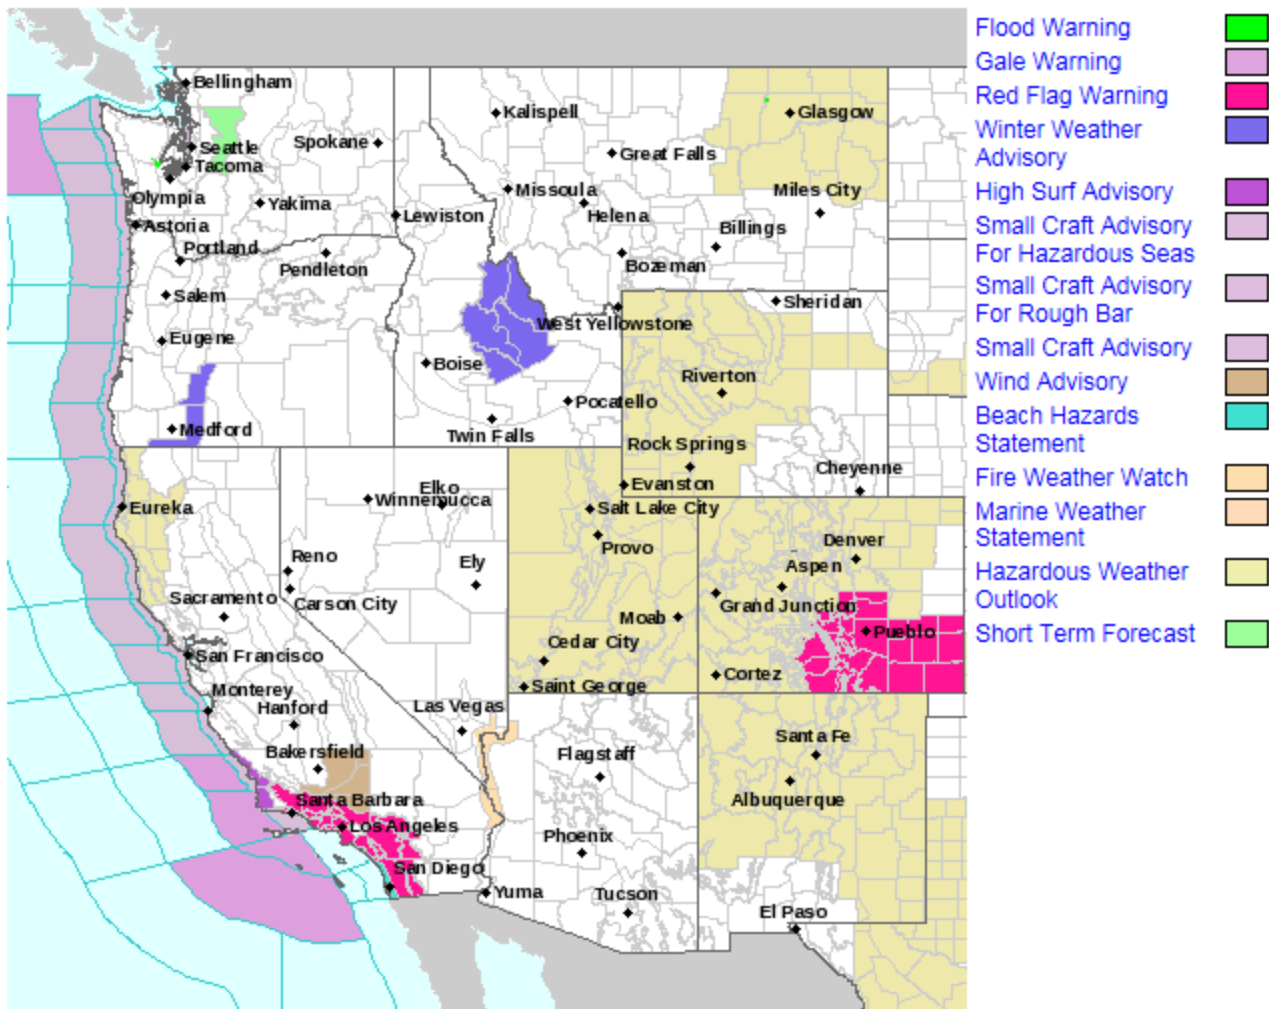 Bellingham
Kalispell
Glasgow
Seattle
Spokane
Great Falls
Tacoma
Olympia
Yakima
Missoula
Miles City
Lewiston
Helena
Astoria
Billings
Portland
Pendleton
Bozeman
Salem
Sheridan
West Yellowstone
Eugene
Boise
Riverton
Pocatello
Medford
Twin Falls
Rock Springs
Cheyenne
Evanston
Elko
Winnemucca
Eureka
Salt Lake City
Provo
Denver
Reno
Ely
Aspen
Sacramento
Carson City
Grand Junction
Moab
Pueblo
Cedar City
San Francisco
Cortez
Saint George
Monterey
Hanford
Las Vegas
Bakersfield
Flagstaff
Santa Fe
Santa Barbara
Albuquerque
Los Angeles
Phoenix
San Diego
Yuma
Tucson
El Paso
Flood Warning
Gale Warning
Red Flag Warning
Winter Weather
Advisory
High Surf Advisory
Small Craft Advisory
For Hazardous Seas
Small Craft Advisory
For Rough Bar
Small Craft Advisory
Wind Advisory
Beach Hazards
Statement
Fire Weather Watch
Marine Weather
Statement
Hazardous Weather
Outlook
Short Term Forecast